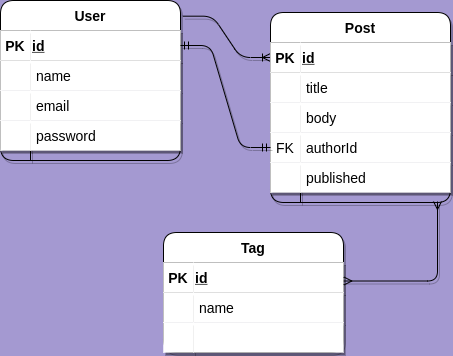 User
PK id
name
email
password
Post
PK id
title
body
FK authorId
published
Tag
PK id
name